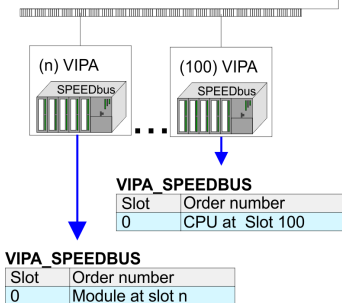 (n) VIPA
(100) VIPA
SPEEDbus
SPEEDbus
VIPA_SPEEDBUS
Slot Order number
0 CPU at Slot 100
VIPA_SPEEDBUS
Slot Order number
0 Module at slot n